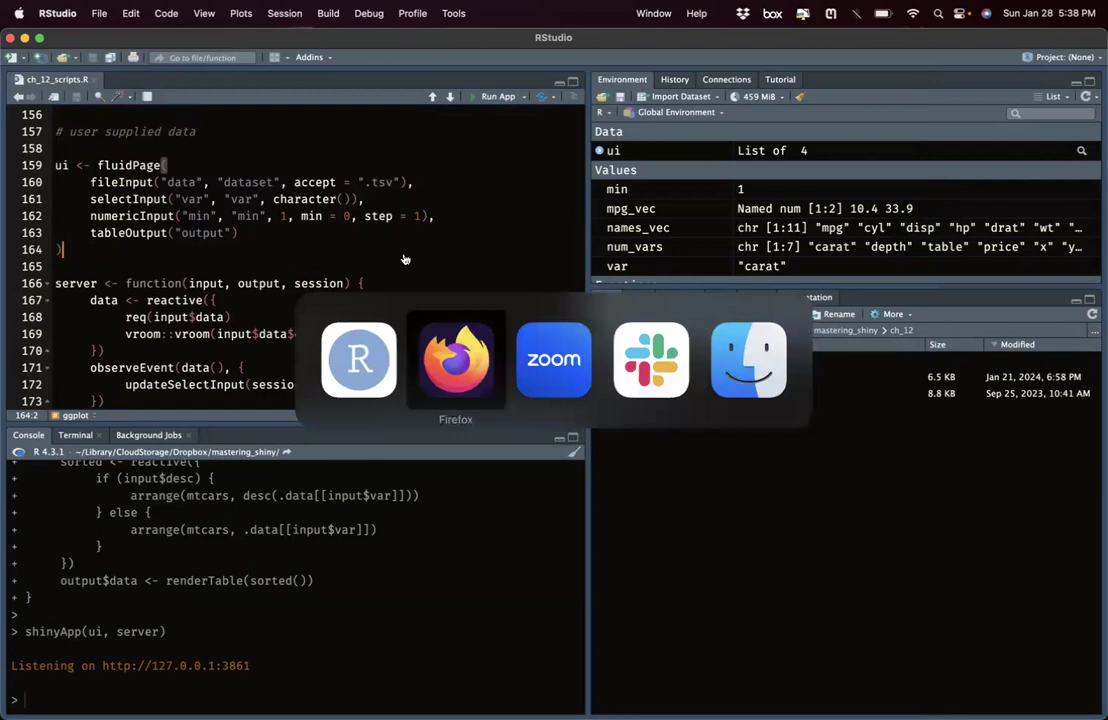 RStudio File Edit Code View Plots Session Build Debug Profile Tools Window Help box Sun Jan 28 5:38 PM
RStudio
Go to file/function Addins Project: (None)
ch_12_scripts.R
Run App
156
157 # user supplied data
158
159 ui <- fluidPage(
160 fileInput("data", "dataset", accept = ".tsv"),
161 selectInput("var", "var", character()),
162 numericInput("min", "min", 1, min = 0, step = 1),
163 tableOutput("output")
164 )
165
166 server <- function(input, output, session) {
167 data <- reactive({
168 req(input$data)
169 vroom::vroom(input$data$
170 })
171 observeEvent(data(), {
172 updateSelectInput(sessio
173 })
164:2 ggplot
Console Terminal Background Jobs
R 4.3.1 · ~/Library/CloudStorage/Dropbox/mastering_shiny/
+ sorted <- reactive({
+ if (input$desc) {
+ arrange(mtcars, desc(.data[[input$var]]))
+ } else {
+ arrange(mtcars, .data[[input$var]])
+ }
+ })
+ output$data <- renderTable(sorted())
+ }
>
> shinyApp(ui, server)
Listening on http://127.0.0.1:3861
>
Environment History Connections Tutorial
Import Dataset 459 MiB List
R Global Environment
Data
ui List of 4
Values
min 1
mpg_vec Named num [1:2] 10.4 33.9
names_vec chr [1:11] "mpg" "cyl" "disp" "hp" "drat" "wt" "…
num_vars chr [1:7] "carat" "depth" "table" "price" "x" "y…
var "carat"
tation
Rename More
mastering_shiny ch_12 ...
Size Modified
6.5 KB Jan 21, 2024, 6:58 PM
8.8 KB Sep 25, 2023, 10:41 AM
R
zoom
Firefox